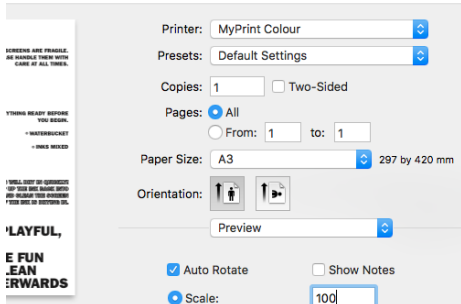 SCREENS ARE FRAGILE.
SE HANDLE THEM WITH
CARE AT ALL TIMES.
YTHING READY BEFORE
YOU BEGIN.
WATERBUCKET
INKS MIXED
PLAYFUL,
E FUN
LEAN
ERWARDS
Printer: MyPrint Colour
Presets: Default Settings
Copies: 1 Two-Sided
Pages: All
From: 1 to: 1
Paper Size: A3 297 by 420 mm
Orientation:
Preview
Auto Rotate Show Notes
Scale: 100